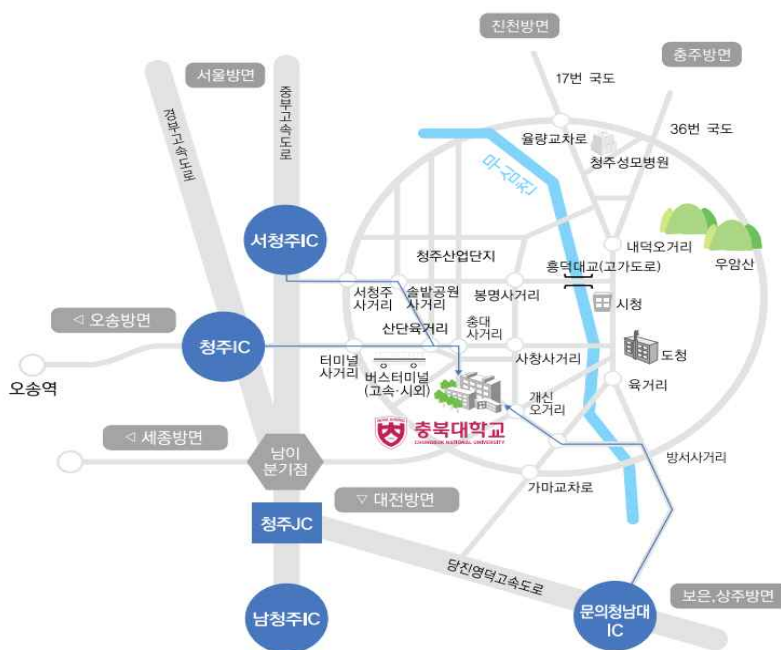 진천방면
충주방면
서울방면
17번 국도
36번 국도
중부고속도로
경부고속도로
율량교차로
청주성모병원
무심천
서청주IC
내덕오거리
우암산
청주산업단지
흥덕대교(고가도로)
서청주
사거리
솔밭공원
사거리
봉명사거리
시청
◁ 오송방면
산단육거리
충대
사거리
청주IC
터미널
사거리
버스터미널
(고속·시외)
사창사거리
도청
오송역
육거리
개신
오거리
충북대학교
CHUNGBUK NATIONAL UNIVERSITY
◁ 세종방면
남이
분기점
방서사거리
가마교차로
▽ 대전방면
청주JC
당진영덕고속도로
남청주IC
문의청남대
IC
보은,상주방면